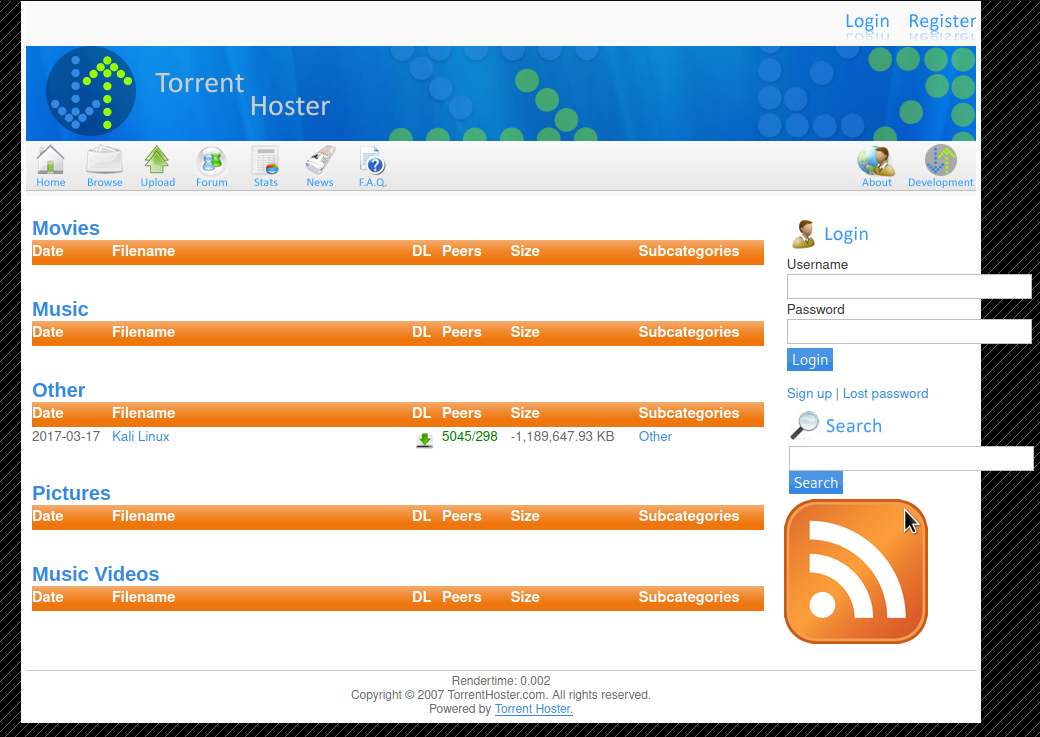 Login Register
Torrent
Hoster
Home Browse Upload Forum Stats News F.A.Q. About Development
Movies
Date Filename DL Peers Size Subcategories
Music
Date Filename DL Peers Size Subcategories
Other
Date Filename DL Peers Size Subcategories
2017-03-17 Kali Linux 5045/298 -1,189,647.93 KB Other
Pictures
Date Filename DL Peers Size Subcategories
Music Videos
Date Filename DL Peers Size Subcategories
Login
Username
Password
Login
Sign up | Lost password
Search
Search
Rendertime: 0.002
Copyright © 2007 TorrentHoster.com. All rights reserved.
Powered by Torrent Hoster.